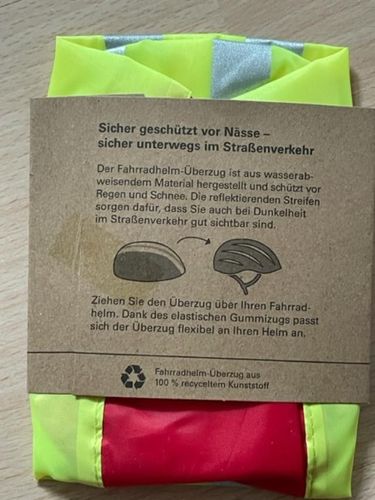 Sicher geschützt vor Nässe –
sicher unterwegs im Straßenverkehr
Der Fahrradhelm-Überzug ist aus wasserab-
weisendem Material hergestellt und schützt vor
Regen und Schnee. Die reflektierenden Streifen
sorgen dafür, dass Sie auch bei Dunkelheit
im Straßenverkehr gut sichtbar sind.
Ziehen Sie den Überzug über Ihren Fahrrad-
helm. Dank des elastischen Gummizugs passt
sich der Überzug flexibel an Ihren Helm an.
Fahrradhelm-Überzug aus
100 % recyceltem Kunststoff